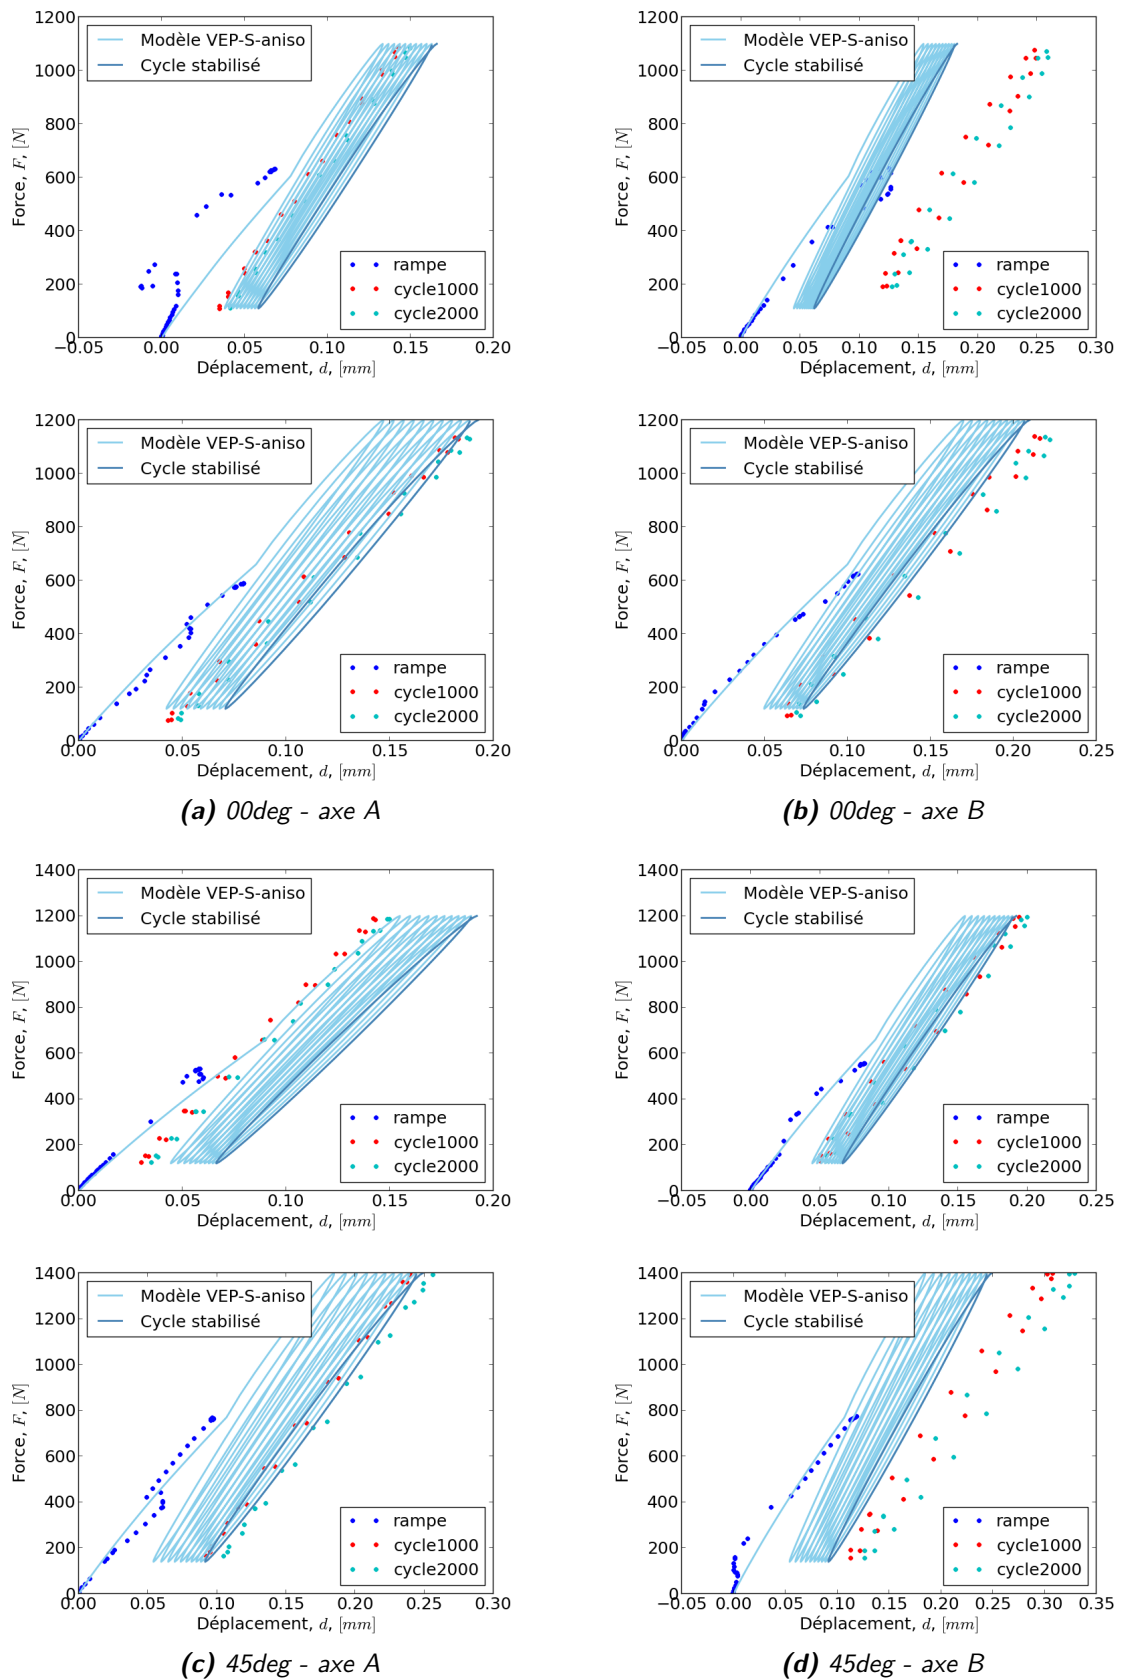 1200
1000
800
600
400
200
0
Force, F, [N]
Modèle VEP-S-aniso
Cycle stabilisé
rampe
cycle1000
cycle2000
−0.05 0.00 0.05 0.10 0.15 0.20
Déplacement, d, [mm]
1200
1000
800
600
400
200
0
Force, F, [N]
Modèle VEP-S-aniso
Cycle stabilisé
rampe
cycle1000
cycle2000
−0.05 0.00 0.05 0.10 0.15 0.20 0.25 0.30
Déplacement, d, [mm]
1200
1000
800
600
400
200
0
Force, F, [N]
Modèle VEP-S-aniso
Cycle stabilisé
rampe
cycle1000
cycle2000
0.00 0.05 0.10 0.15 0.20
Déplacement, d, [mm]
1200
1000
800
600
400
200
0
Force, F, [N]
Modèle VEP-S-aniso
Cycle stabilisé
rampe
cycle1000
cycle2000
0.00 0.05 0.10 0.15 0.20 0.25
Déplacement, d, [mm]
(a) 00deg - axe A
(b) 00deg - axe B
1400
1200
1000
800
600
400
200
0
Force, F, [N]
Modèle VEP-S-aniso
Cycle stabilisé
rampe
cycle1000
cycle2000
0.00 0.05 0.10 0.15 0.20
Déplacement, d, [mm]
1400
1200
1000
800
600
400
200
0
Force, F, [N]
Modèle VEP-S-aniso
Cycle stabilisé
rampe
cycle1000
cycle2000
−0.05 0.00 0.05 0.10 0.15 0.20 0.25
Déplacement, d, [mm]
1400
1200
1000
800
600
400
200
0
Force, F, [N]
Modèle VEP-S-aniso
Cycle stabilisé
rampe
cycle1000
cycle2000
0.00 0.05 0.10 0.15 0.20 0.25 0.30
Déplacement, d, [mm]
1400
1200
1000
800
600
400
200
0
Force, F, [N]
Modèle VEP-S-aniso
Cycle stabilisé
rampe
cycle1000
cycle2000
−0.05 0.00 0.05 0.10 0.15 0.20 0.25 0.30 0.35
Déplacement, d, [mm]
(c) 45deg - axe A
(d) 45deg - axe B